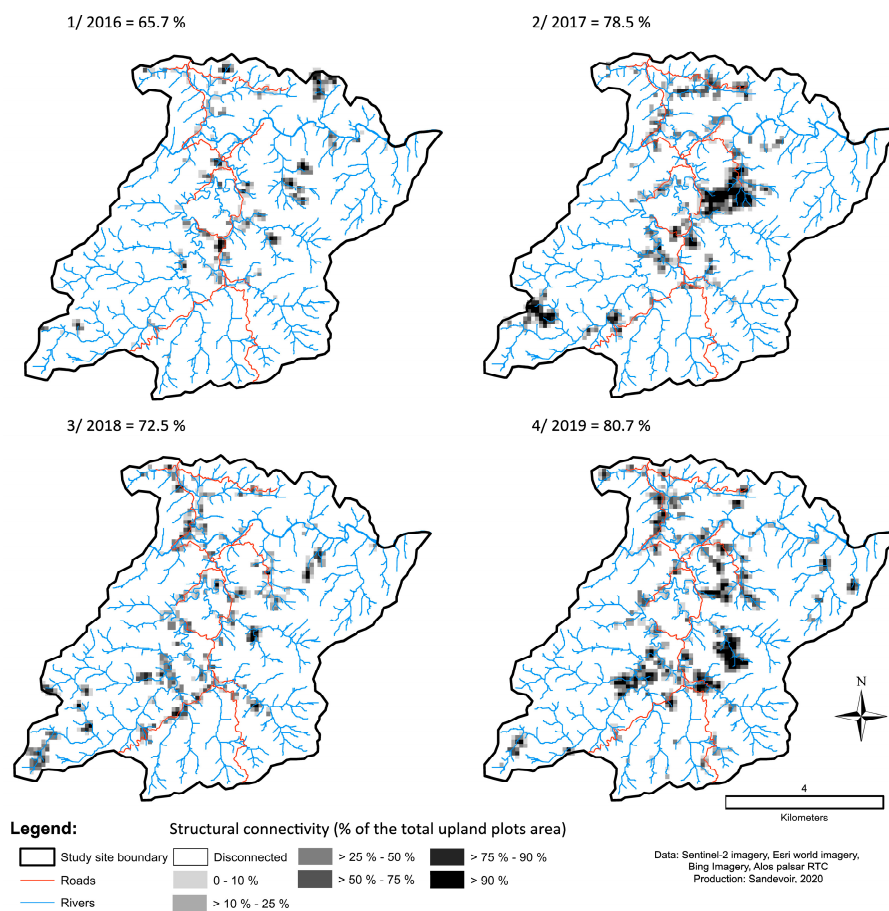 1/ 2016 = 65.7 %
2/ 2017 = 78.5 %
3/ 2018 = 72.5 %
4/ 2019 = 80.7 %
N
4
Kilometers
Legend:
Structural connectivity (% of the total upland plots area)
Study site boundary
Disconnected
> 25 % - 50 %
> 75 % - 90 %
Roads
0 - 10 %
> 50 % - 75 %
> 90 %
Rivers
> 10 % - 25 %
Data: Sentinel-2 imagery, Esri world imagery,
Bing Imagery, Alos palsar RTC
Production: Sandevoir, 2020